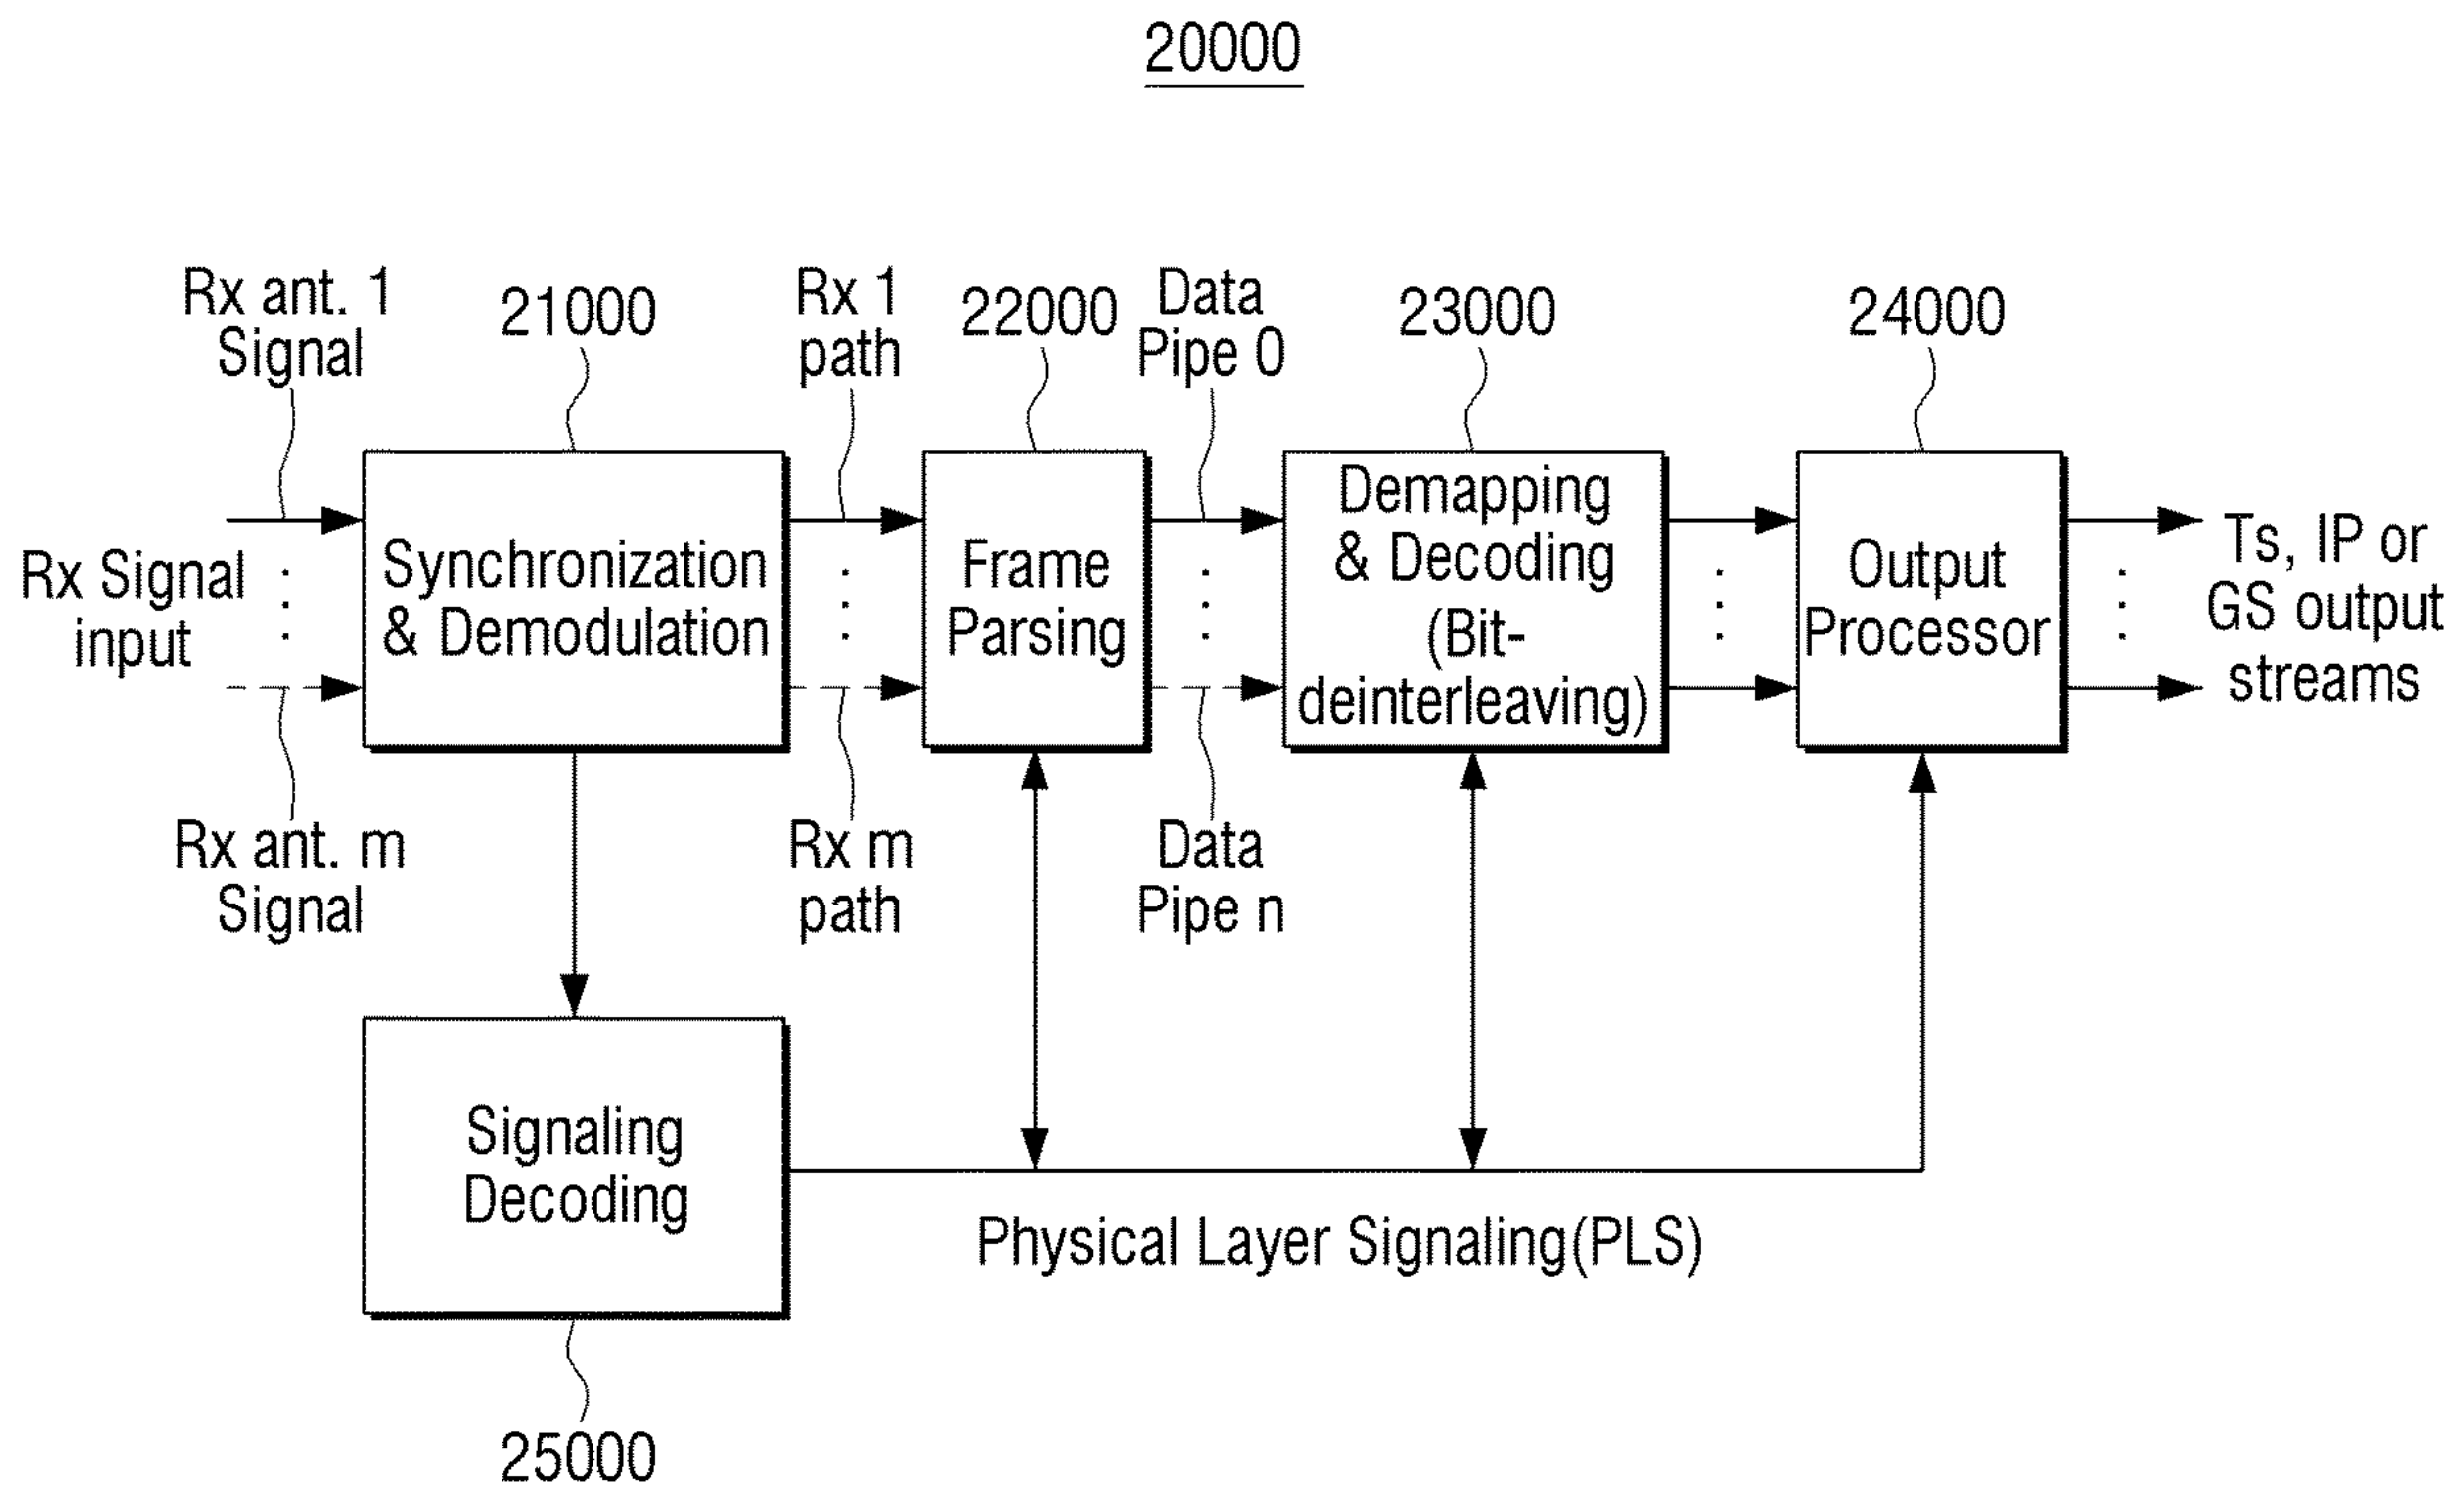 20000
Rx ant. 1
Signal
21000
Rx 1
path
22000
Data
Pipe 0
23000
24000
Rx Signal
input
Synchronization
& Demodulation
Frame
Parsing
Demapping
& Decoding
(Bit-
deinterleaving)
Output
Processor
Ts, IP or
GS output
streams
Rx ant. m
Signal
Rx m
path
Data
Pipe n
Signaling
Decoding
Physical Layer Signaling(PLS)
25000